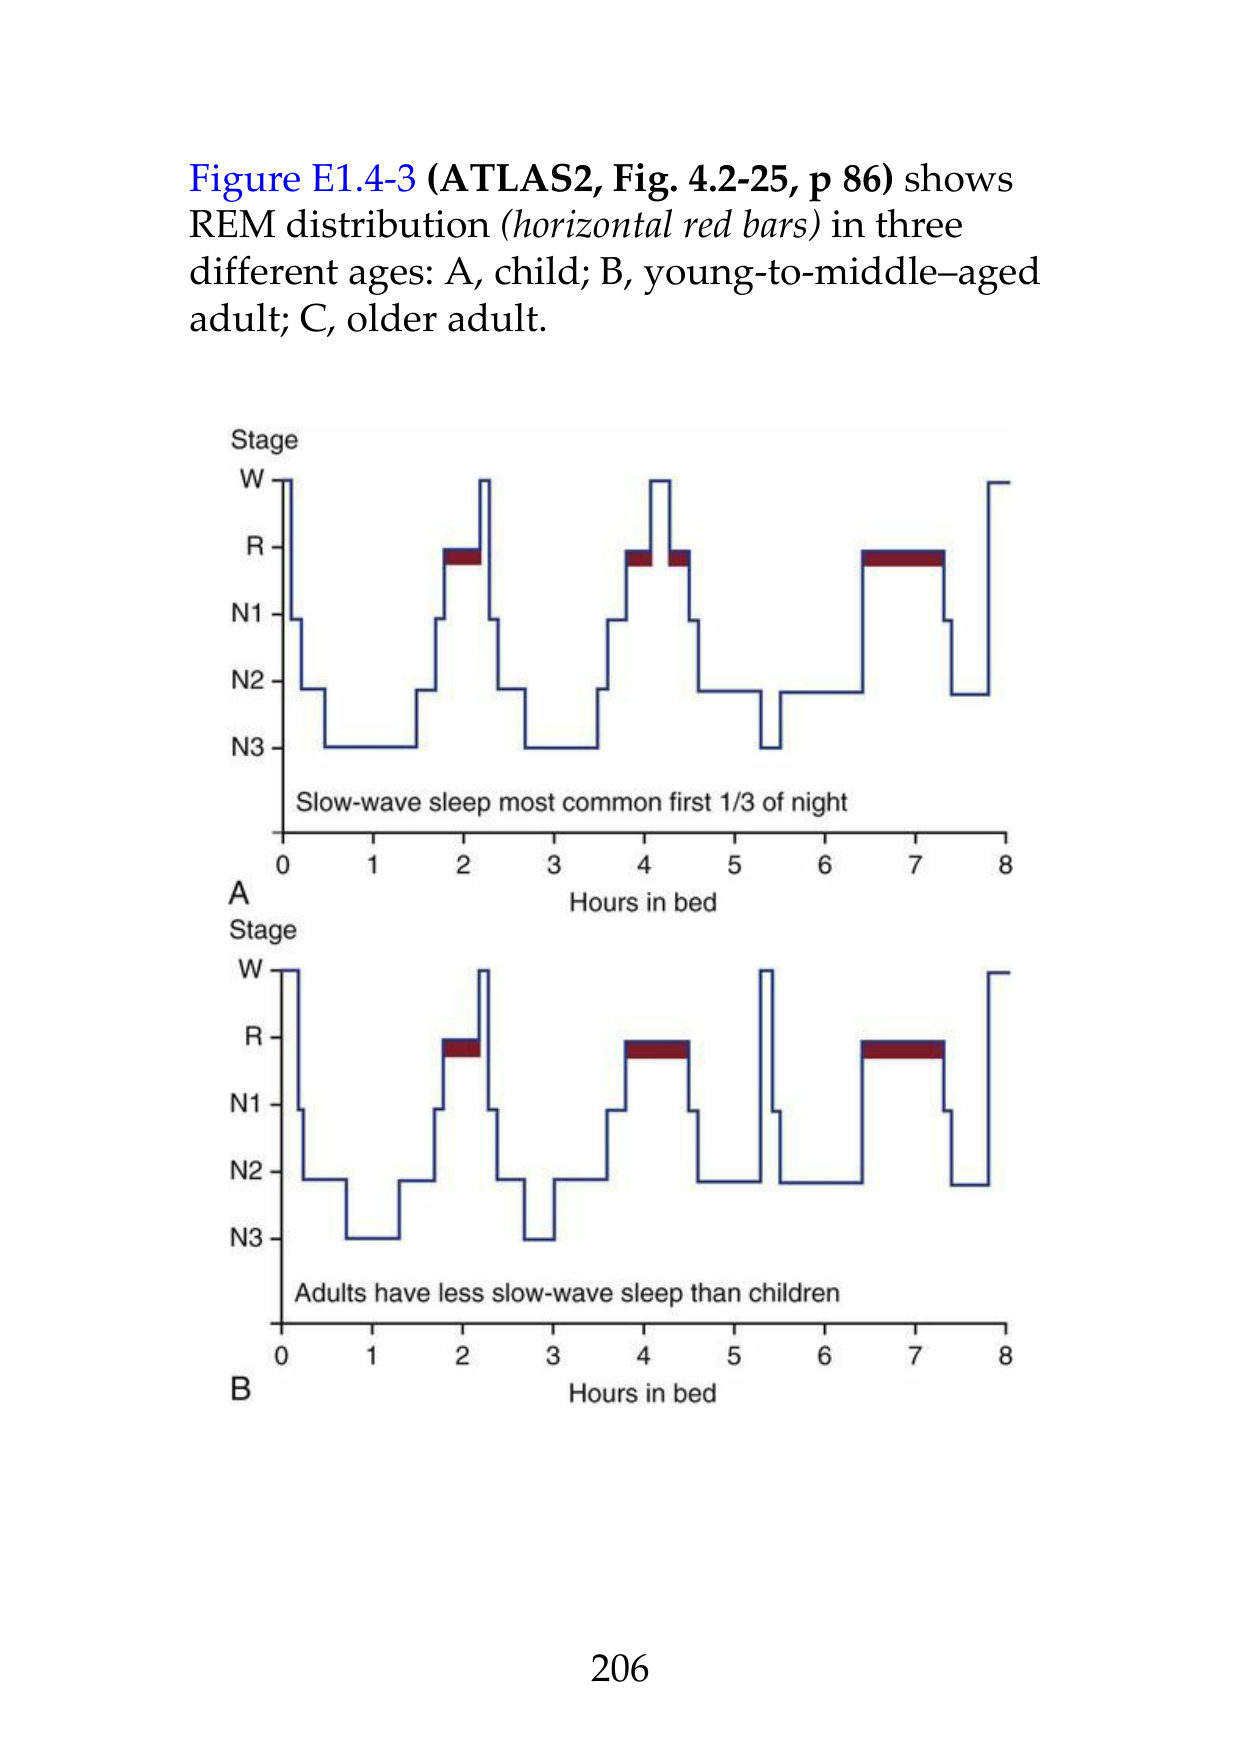 Figure E1.4-3 (ATLAS2, Fig. 4.2-25, p 86) shows
REM distribution (horizontal red bars) in three
different ages: A, child; B, young-to-middle–aged
adult; C, older adult.
Stage
W
R
N1
N2
N3
Slow-wave sleep most common first 1/3 of night
0 1 2 3 4 5 6 7 8
A
Hours in bed
Stage
W
R
N1
N2
N3
Adults have less slow-wave sleep than children
0 1 2 3 4 5 6 7 8
B
Hours in bed
206